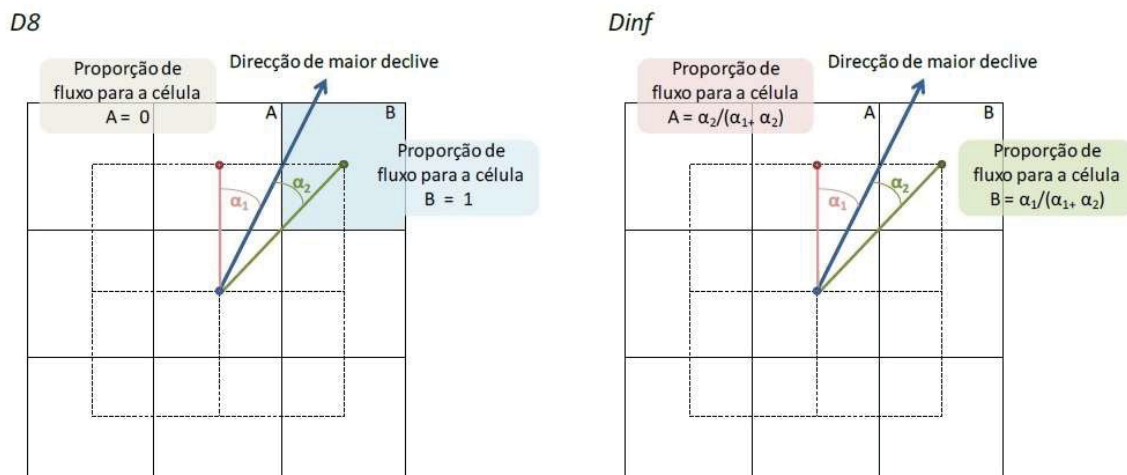 D8
Proporção de
fluxo para a célula
A = 0
Direcção de maior declive
A
B
Proporção de
fluxo para a célula
B = 1
α1
α2
Dinf
Proporção de
fluxo para a célula
A = α2/(α1+ α2)
Direcção de maior declive
A
B
Proporção de
fluxo para a célula
B = α1/(α1+ α2)
α1
α2